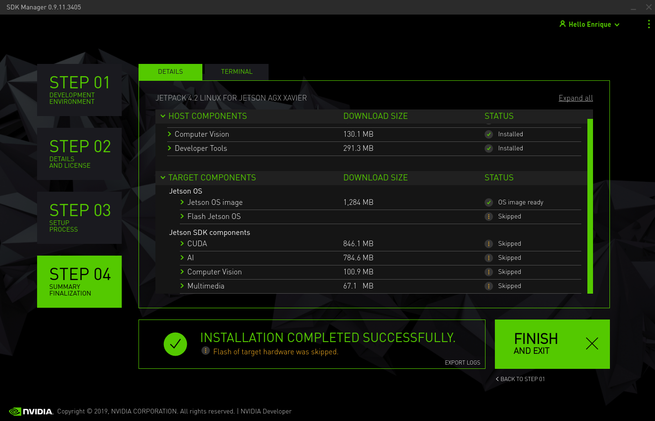 SDK Manager 0.9.11.3405
Hello Enrique
STEP 01
DEVELOPMENT
ENVIRONMENT
STEP 02
DETAILS
AND LICENSE
STEP 03
SETUP
PROCESS
STEP 04
SUMMARY
FINALIZATION
DETAILS TERMINAL
JETPACK 4.2 LINUX FOR JETSON AGX XAVIER Expand all
HOST COMPONENTS DOWNLOAD SIZE STATUS
Computer Vision 130.1 MB Installed
Developer Tools 291.3 MB Installed
TARGET COMPONENTS DOWNLOAD SIZE STATUS
Jetson OS
Jetson OS image 1,284 MB OS image ready
Flash Jetson OS Skipped
Jetson SDK components
CUDA 846.1 MB Skipped
AI 784.6 MB Skipped
Computer Vision 100.9 MB Skipped
Multimedia 67.1 MB Skipped
INSTALLATION COMPLETED SUCCESSFULLY.
Flash of target hardware was skipped.
EXPORT LOGS
FINISH
AND EXIT
BACK TO STEP 01
NVIDIA. Copyright © 2019, NVIDIA CORPORATION. All rights reserved. | NVIDIA Developer